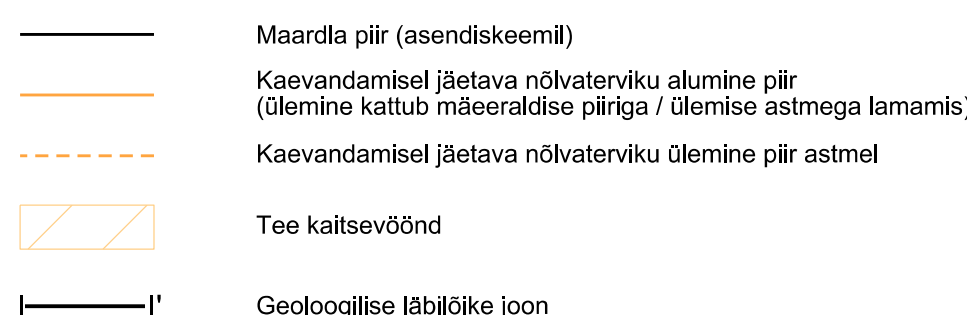 Maardla piir (asendiskeemil)
Kaevandamisel jäetava nõlvaterviku alumine piir
(ülemine kattub mäeeraldise piiriga / ülemise astmega lamamis)
Kaevandamisel jäetava nõlvaterviku ülemine piir astmel
Tee kaitsevöönd
I I' Geoloogilise läbilõike joon